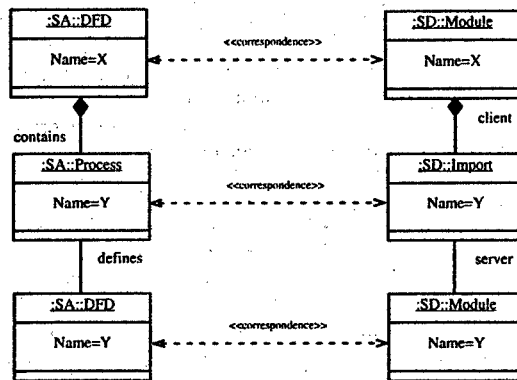 :SA::DFD
:SD::Module
Name=X
<<correspondence>>
Name=X
contains
client
:SA::Process
:SD::Import
Name=Y
<<correspondence>>
Name=Y
defines
server
:SA::DFD
:SD::Module
Name=Y
<<correspondence>>
Name=Y